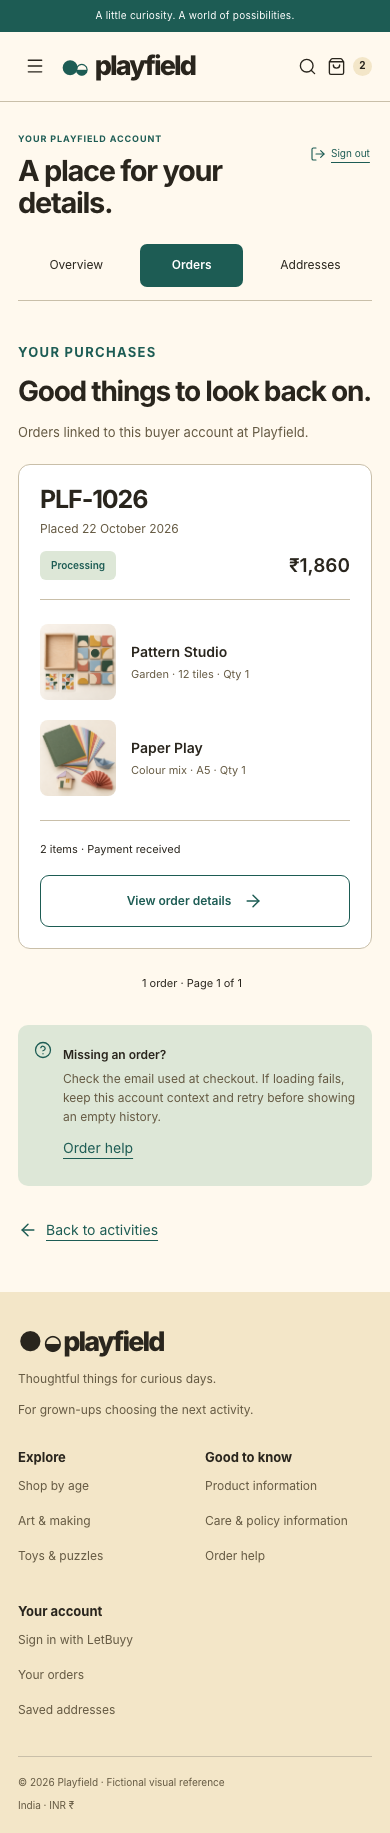 A little curiosity. A world of possibilities.
playfield
2
YOUR PLAYFIELD ACCOUNT
A place for your
details.
Sign out
Overview
Orders
Addresses
YOUR PURCHASES
Good things to look back on.
Orders linked to this buyer account at Playfield.
PLF-1026
Placed 22 October 2026
Processing
₹1,860
Pattern Studio
Garden · 12 tiles · Qty 1
Paper Play
Colour mix · A5 · Qty 1
2 items · Payment received
View order details
1 order · Page 1 of 1
Missing an order?
Check the email used at checkout. If loading fails,
keep this account context and retry before showing
an empty history.
Order help
Back to activities
playfield
Thoughtful things for curious days.
For grown-ups choosing the next activity.
Explore
Shop by age
Art & making
Toys & puzzles
Good to know
Product information
Care & policy information
Order help
Your account
Sign in with LetBuyy
Your orders
Saved addresses
© 2026 Playfield · Fictional visual reference
India · INR ₹